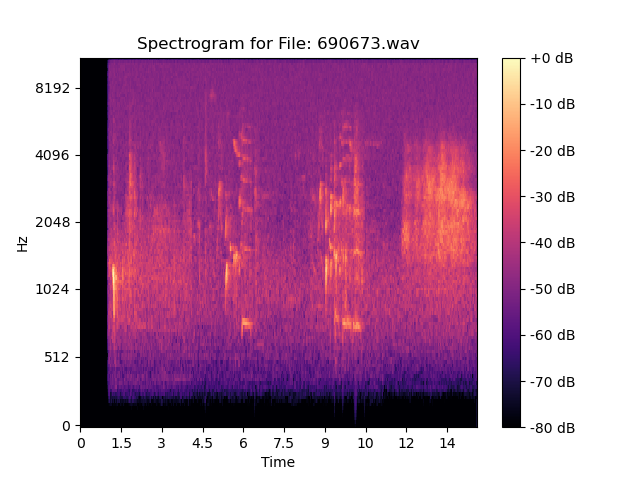 Spectrogram for File: 690673.wav
8192
4096
2048
1024
512
0
Hz
0 1.5 3 4.5 6 7.5 9 10 12 14
Time
+0 dB
-10 dB
-20 dB
-30 dB
-40 dB
-50 dB
-60 dB
-70 dB
-80 dB